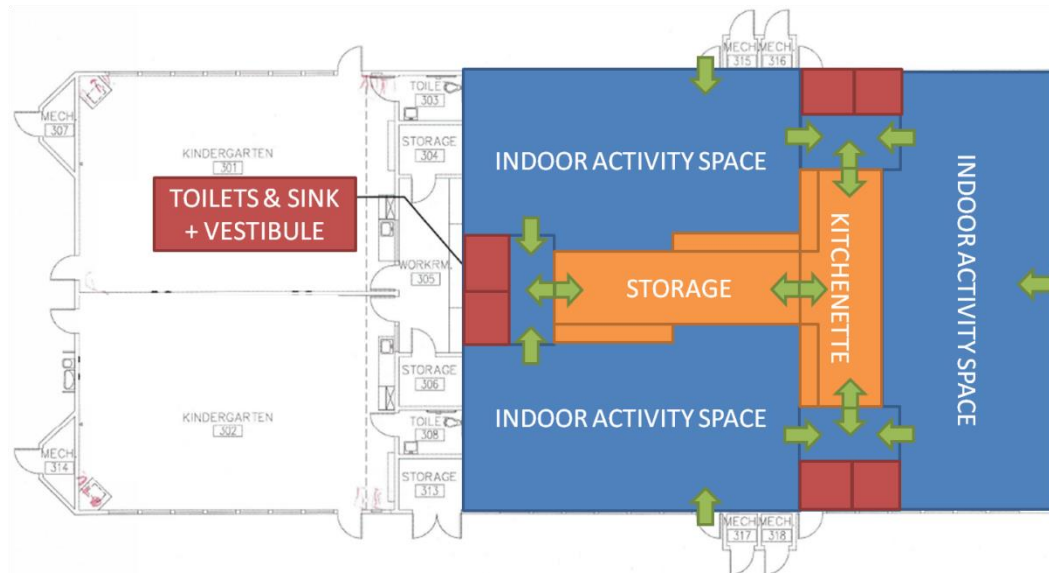 MECH.
307
KINDERGARTEN
301
TOILET
303
STORAGE
304
MECH.
315
MECH.
316
INDOOR ACTIVITY SPACE
TOILETS & SINK
+ VESTIBULE
WORKRM.
305
STORAGE
KITCHENETTE
INDOOR ACTIVITY SPACE
STORAGE
306
KINDERGARTEN
302
TOILET
308
INDOOR ACTIVITY SPACE
MECH.
314
STORAGE
313
MECH.
317
MECH.
318